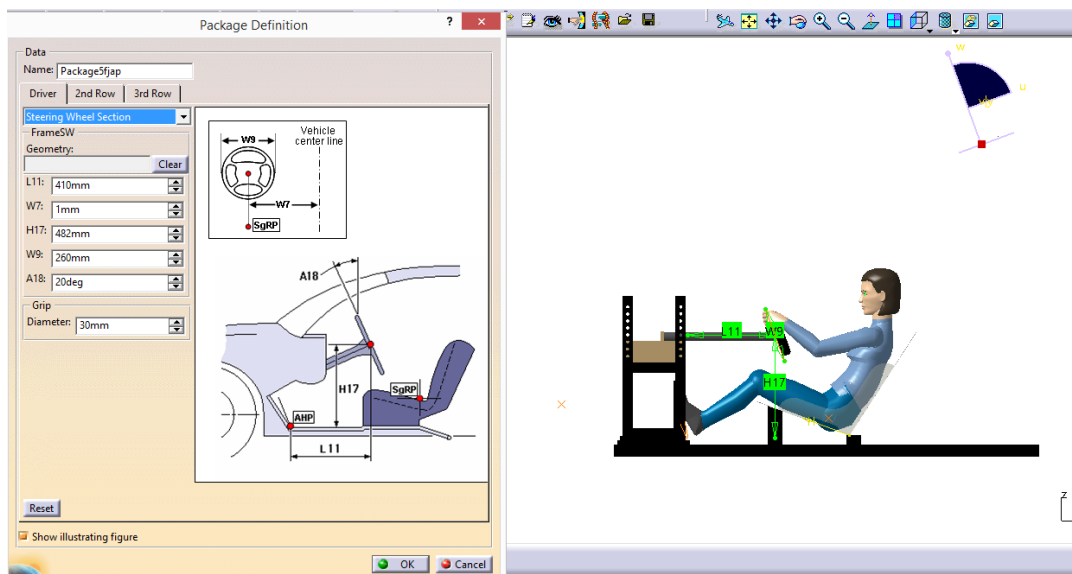 Package Definition
?
×
Data
Name: Package5fjap
Driver
2nd Row
3rd Row
Steering Wheel Section
FrameSW
Geometry:
Clear
L11: 410mm
W7: 1mm
H17: 482mm
W9: 260mm
A18: 20deg
Grip
Diameter: 30mm
Reset
Show illustrating figure
OK
Cancel
W9
Vehicle
center line
W7
SgRP
A18
H17
SgRP
AHP
L11
w
u
L11
W9
H17
z